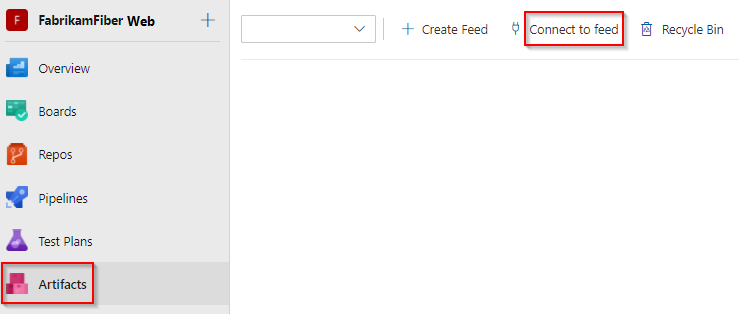 F FabrikamFiber Web
Create Feed Connect to feed Recycle Bin
Overview
Boards
Repos
Pipelines
Test Plans
Artifacts